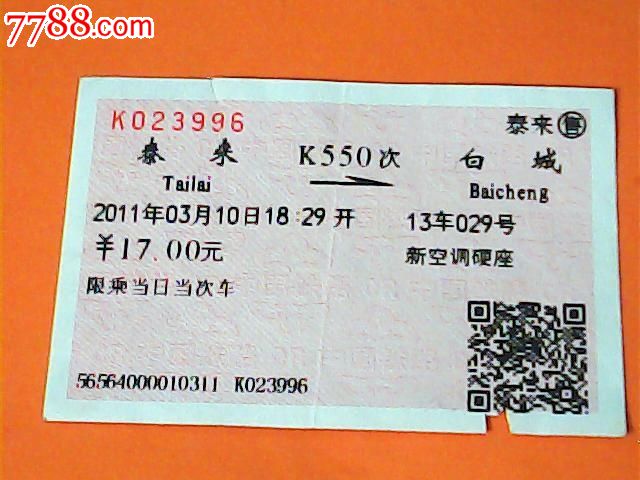 7788.com
K023996
泰来㊞售
泰来 K550次 白城
Tailai Baicheng
2011年03月10日18:29开 13车029号
¥17.00元 新空调硬座
限乘当日当次车
56564000010311 K023996